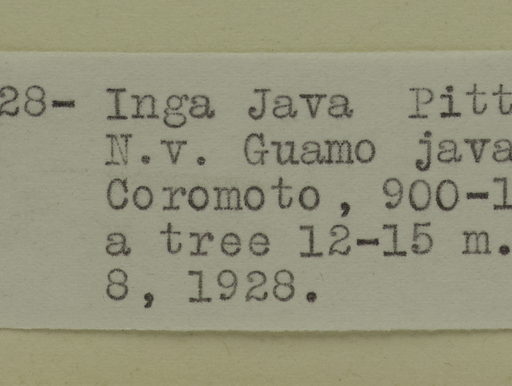 28- Inga Java Pitt
N.v. Guamo java
Coromoto, 900-1
a tree 12-15 m.
8, 1928.